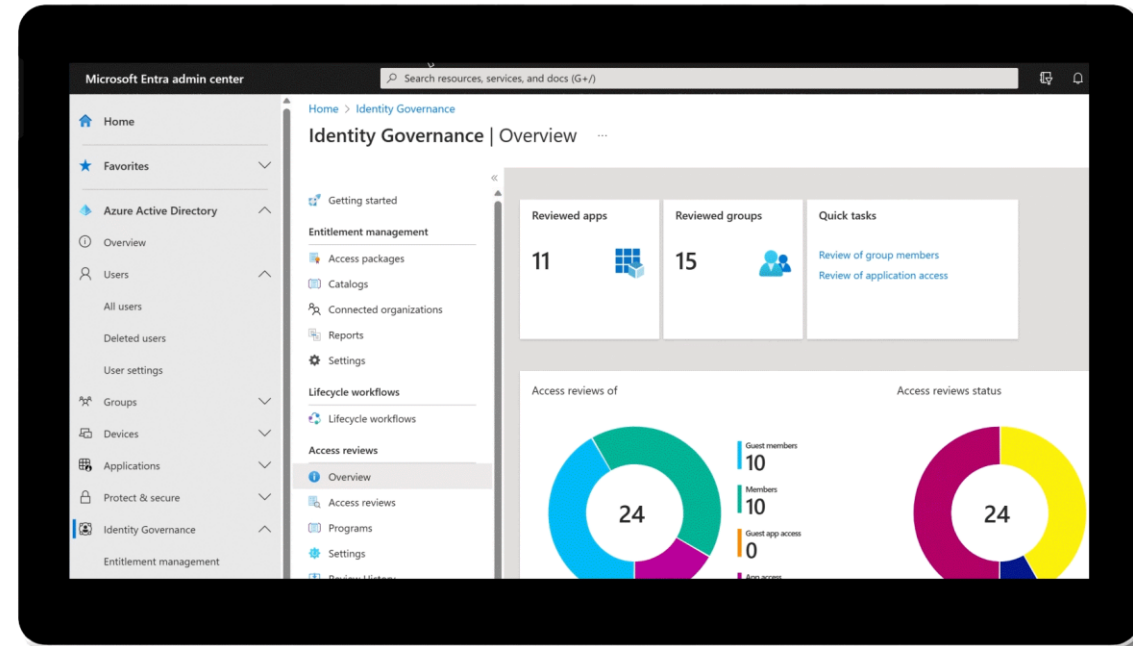 Microsoft Entra admin center
Search resources, services, and docs (G+/)
Home
Favorites
Azure Active Directory
Overview
Users
All users
Deleted users
User settings
Groups
Devices
Applications
Protect & secure
Identity Governance
Entitlement management
Home > Identity Governance
Identity Governance | Overview ...
«
Getting started
Entitlement management
Access packages
Catalogs
Connected organizations
Reports
Settings
Lifecycle workflows
Lifecycle workflows
Access reviews
Overview
Access reviews
Programs
Settings
Review History
Reviewed apps
11
Reviewed groups
15
Quick tasks
Review of group members
Review of application access
Access reviews of
24
Guest members
10
Members
10
Guest app access
0
App access
Access reviews status
24